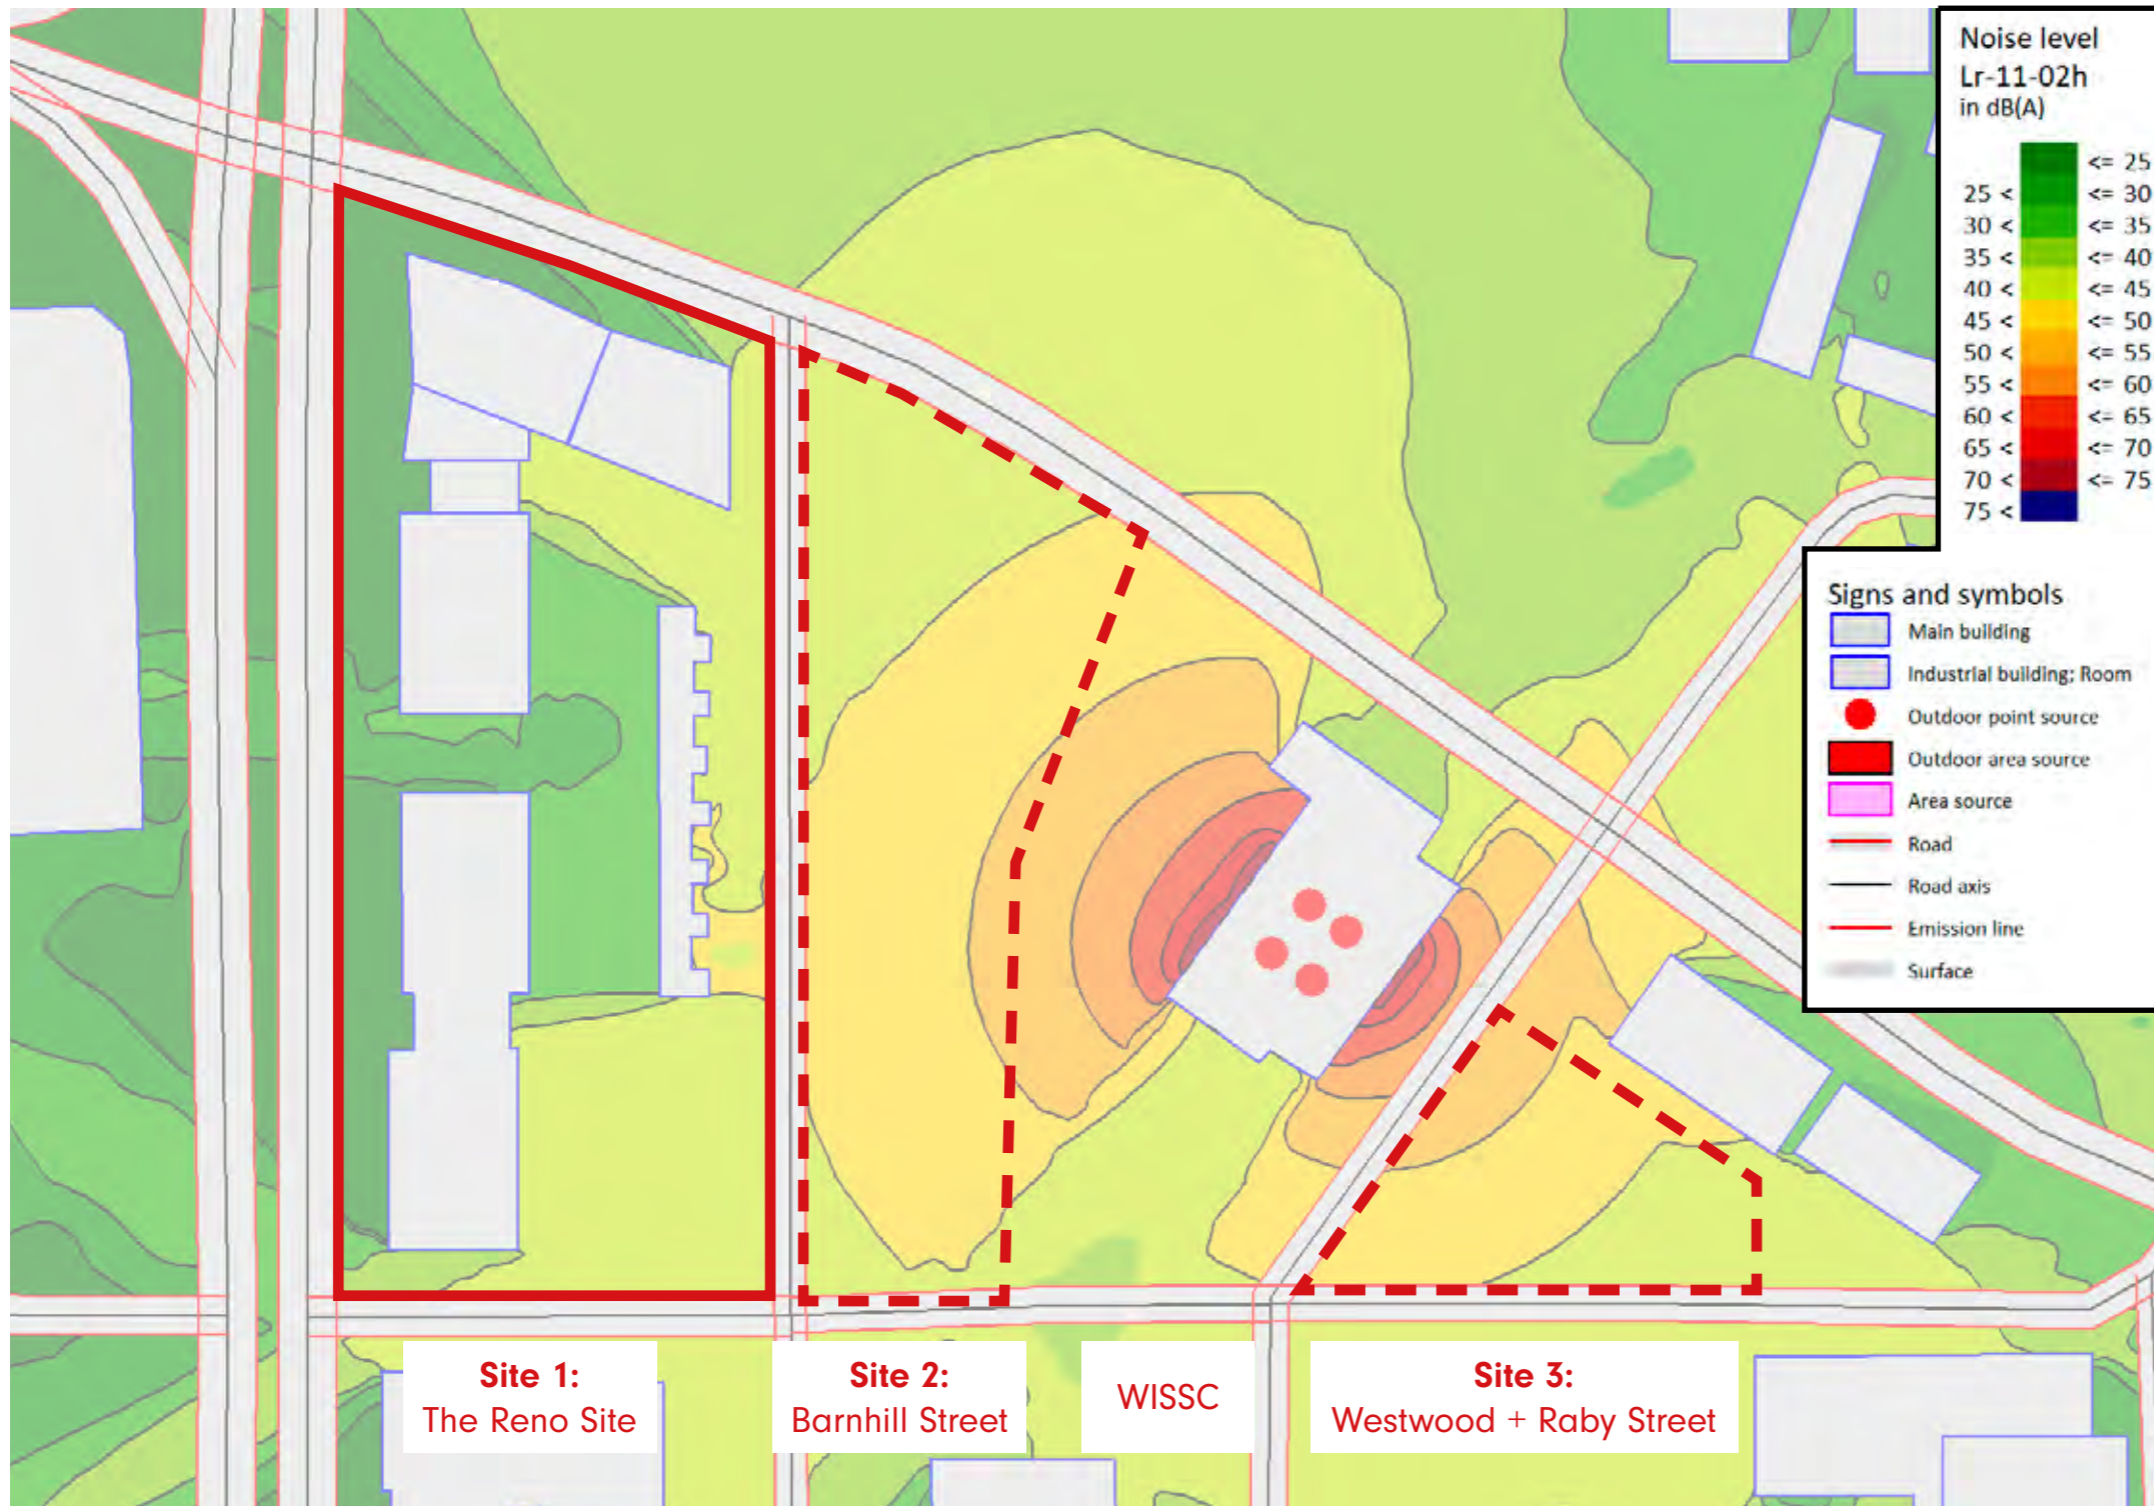 Noise level
Lr-11-02h
in dB(A)
<= 25
25 < <= 30
30 < <= 35
35 < <= 40
40 < <= 45
45 < <= 50
50 < <= 55
55 < <= 60
60 < <= 65
65 < <= 70
70 < <= 75
75 <
Signs and symbols
Main building
Industrial building; Room
Outdoor point source
Outdoor area source
Area source
Road
Road axis
Emission line
Surface
Site 1:
The Reno Site
Site 2:
Barnhill Street
WISSC
Site 3:
Westwood + Raby Street